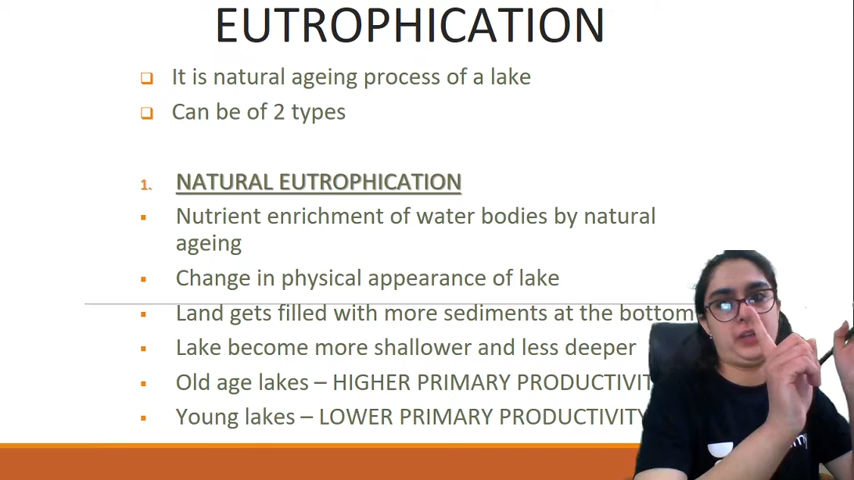 EUTROPHICATION
It is natural ageing process of a lake
Can be of 2 types
1. NATURAL EUTROPHICATION
Nutrient enrichment of water bodies by natural
ageing
Change in physical appearance of lake
Land gets filled with more sediments at the bottom
Lake become more shallower and less deeper
Old age lakes – HIGHER PRIMARY
Young lakes – LOWER PRIMARY PRODUCTIVITY